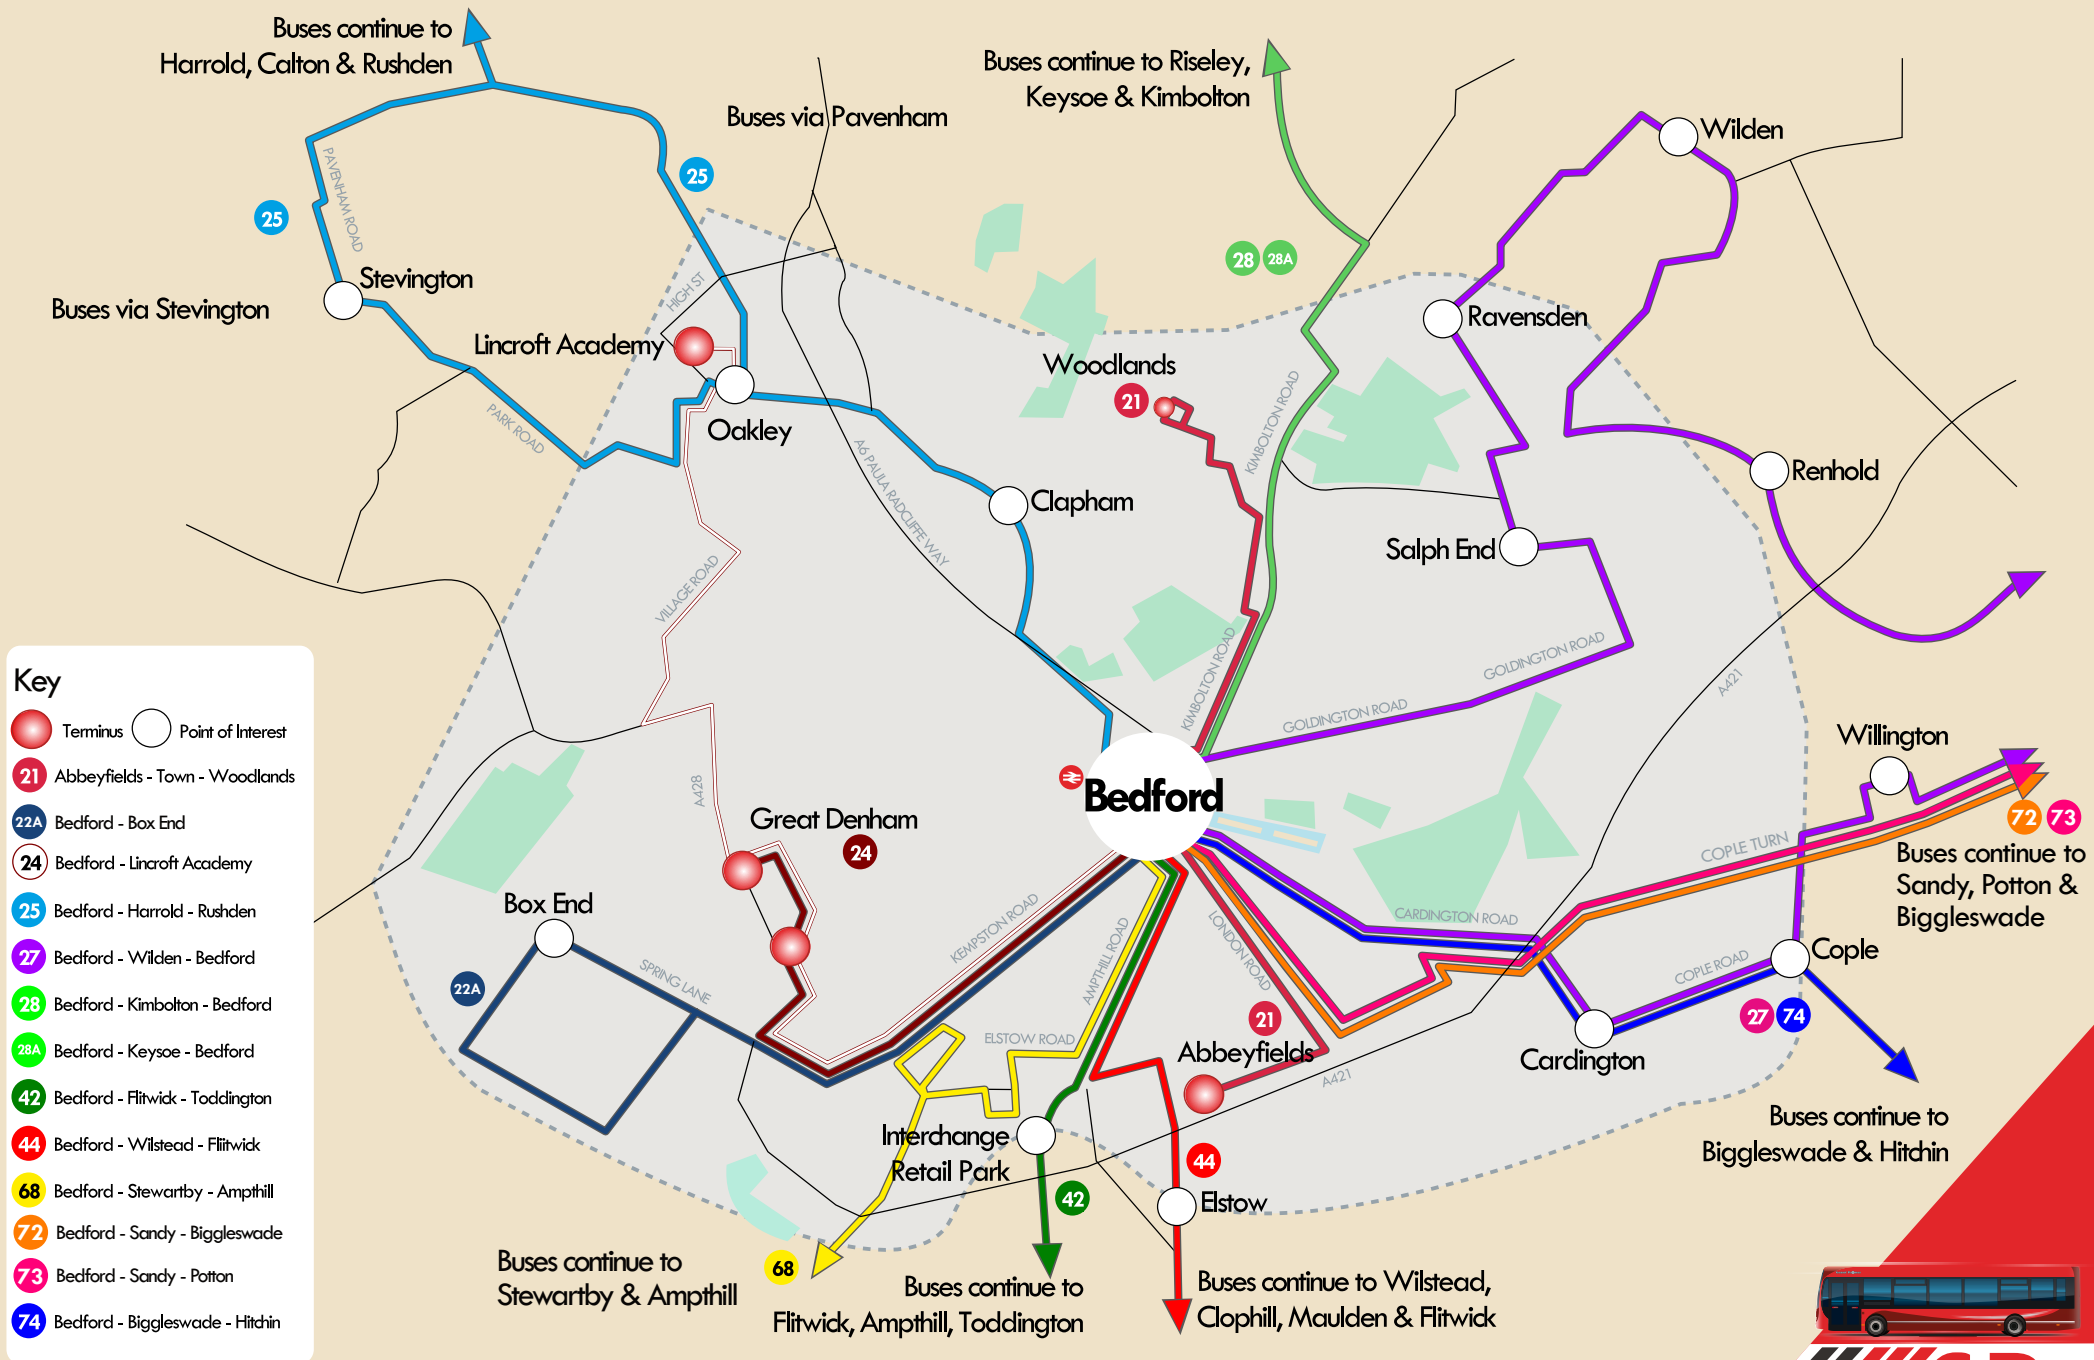 Buses continue to
Harrold, Calton & Rushden
Buses continue to Riseley,
Keysoe & Kimbolton
Buses via Pavenham
Wilden
25
25
PAVENHAM ROAD
28
28A
Stevington
Buses via Stevington
HIGH ST
Ravensden
Lincroft Academy
Woodlands
21
KIMBOLTON ROAD
PARK ROAD
Oakley
A6 PAULA RADCLIFFE WAY
Renhold
Clapham
Salph End
VILLAGE ROAD
KIMBOLTON ROAD
GOLDINGTON ROAD
GOLDINGTON ROAD
A421
Willington
A428
Bedford
Great Denham
24
COPLE TURN
72
73
Buses continue to
Sandy, Potton &
Biggleswade
Box End
KEMPSTON ROAD
AMPTHILL ROAD
LONDON ROAD
CARDINGTON ROAD
Cople
COPLE ROAD
SPRING LANE
22A
27
74
21
ELSTOW ROAD
Abbeyfields
A421
Cardington
Interchange
Retail Park
44
42
Elstow
Buses continue to
Biggleswade & Hitchin
Buses continue to
Stewartby & Ampthill
68
Buses continue to
Flitwick, Ampthill, Toddington
Buses continue to Wilstead,
Clophill, Maulden & Flitwick
Key
Terminus
Point of Interest
21 Abbeyfields - Town - Woodlands
22A Bedford - Box End
24 Bedford - Lincroft Academy
25 Bedford - Harrold - Rushden
27 Bedford - Wilden - Bedford
28 Bedford - Kimbolton - Bedford
28A Bedford - Keysoe - Bedford
42 Bedford - Flitwick - Toddington
44 Bedford - Wilstead - Flitwick
68 Bedford - Stewartby - Ampthill
72 Bedford - Sandy - Biggleswade
73 Bedford - Sandy - Potton
74 Bedford - Biggleswade - Hitchin